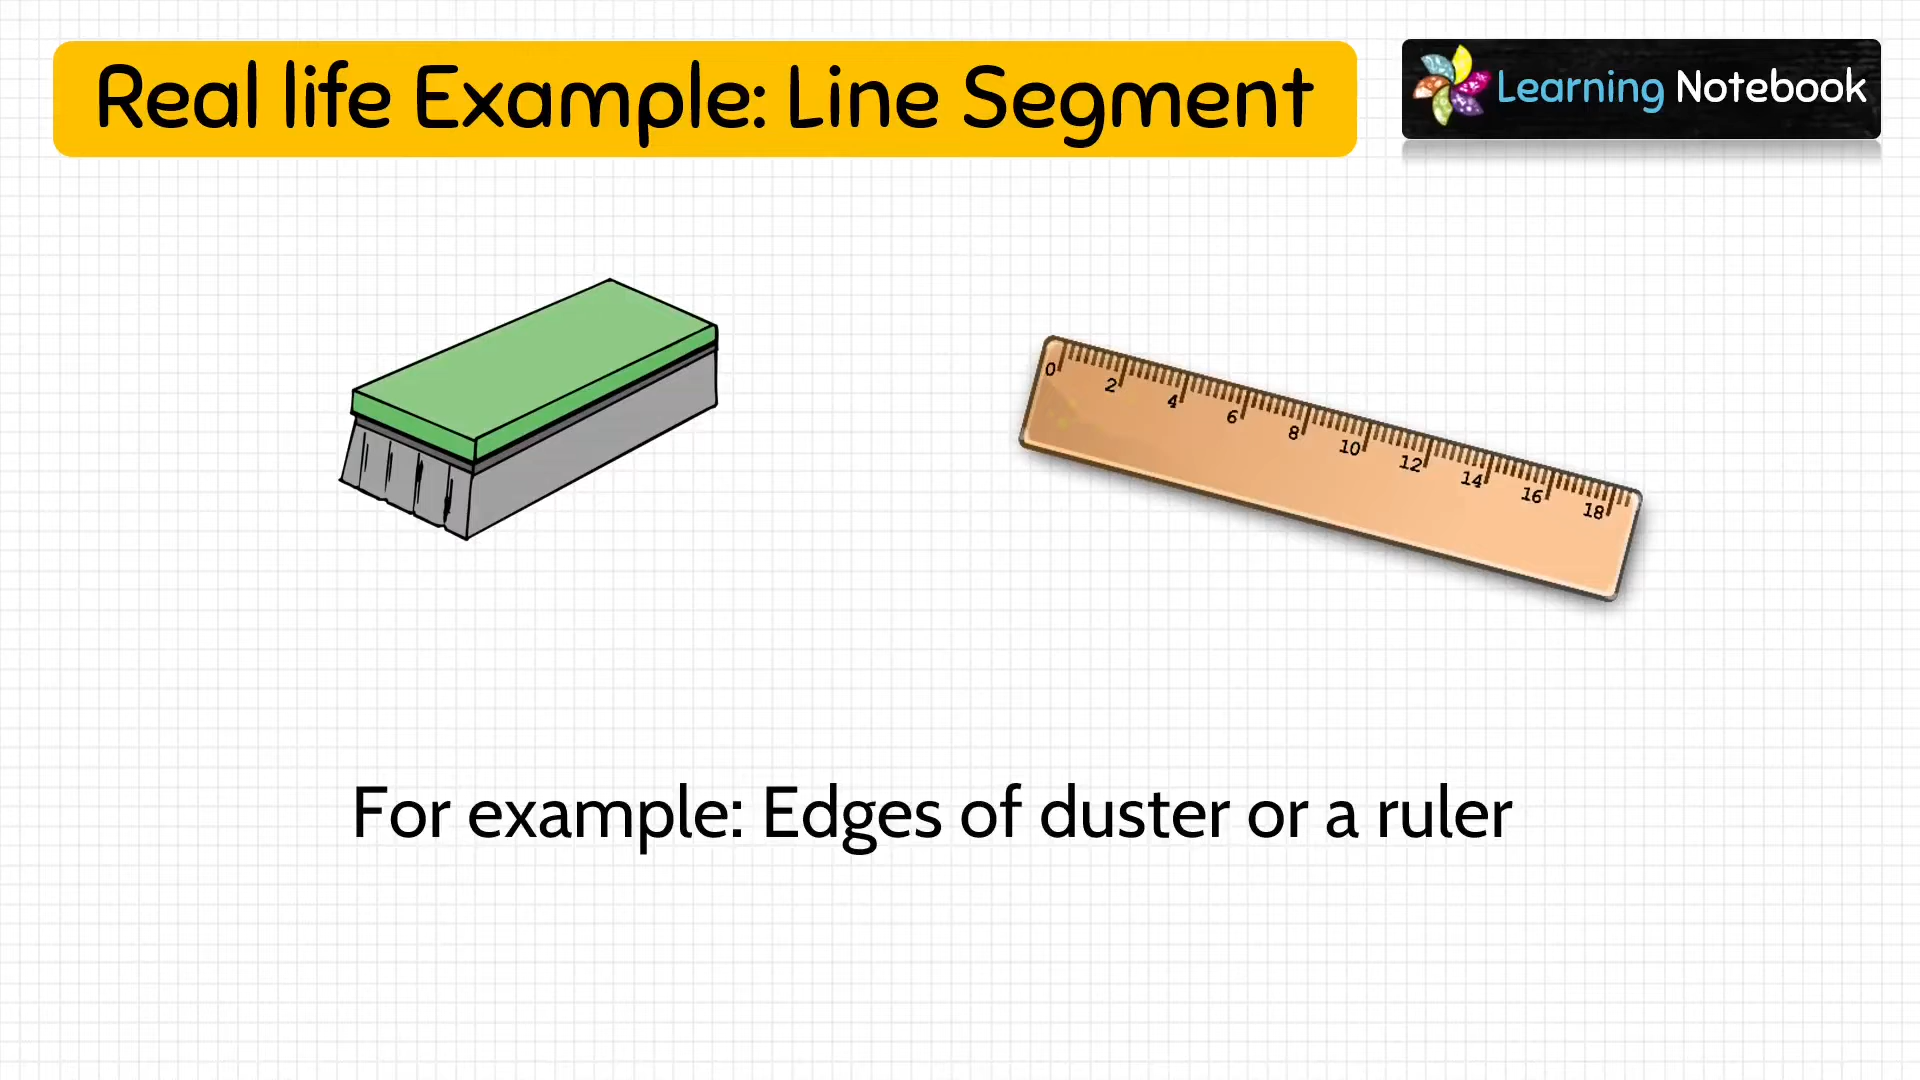 Real life Example: Line Segment
Learning Notebook
0 2 4 6 8 10 12 14 16 18
For example: Edges of duster or a ruler